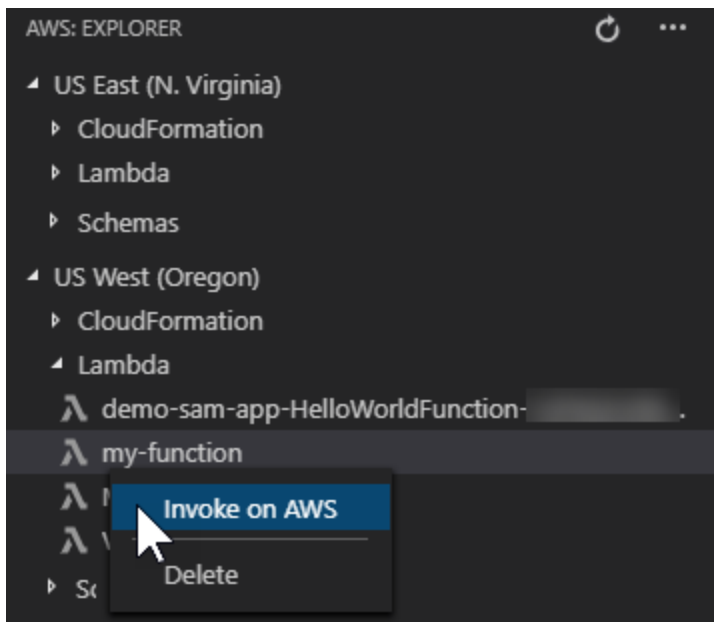 AWS: EXPLORER
US East (N. Virginia)
CloudFormation
Lambda
Schemas
US West (Oregon)
CloudFormation
Lambda
demo-sam-app-HelloWorldFunction-
my-function
Invoke on AWS
Delete